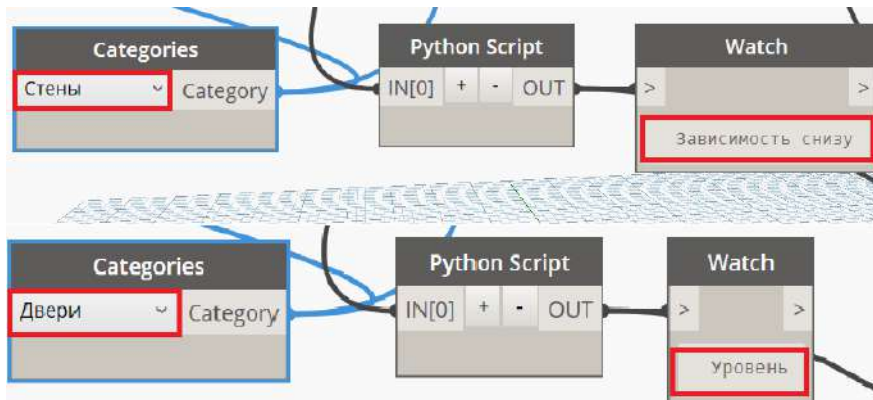 Categories
Python Script
Watch
Стены
Category
IN[0] + - OUT
>
>
Зависимость снизу
Categories
Python Script
Watch
Двери
Category
IN[0] + - OUT
>
>
Уровень